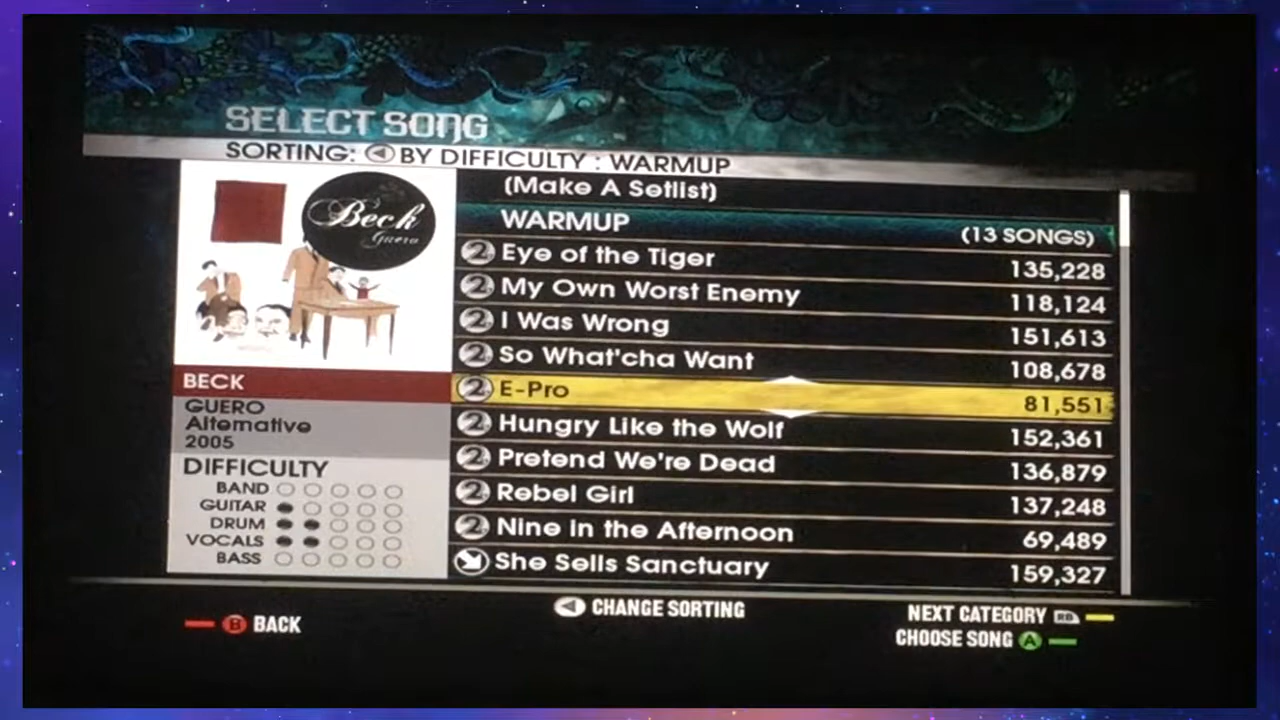 SELECT SONG
SORTING: BY DIFFICULTY : WARMUP
(Make A Setlist)
WARMUP (13 SONGS)
2 Eye of the Tiger 135,228
2 My Own Worst Enemy 118,124
2 I Was Wrong 151,613
2 So What'cha Want 108,678
2 E-Pro 81,551
2 Hungry Like the Wolf 152,361
2 Pretend We're Dead 136,879
2 Rebel Girl 137,248
2 Nine in the Afternoon 69,489
She Sells Sanctuary 159,327
Beck
Guero
BECK
GUERO
Alternative
2005
DIFFICULTY
BAND
GUITAR
DRUM
VOCALS
BASS
B BACK
CHANGE SORTING
NEXT CATEGORY RB
CHOOSE SONG A